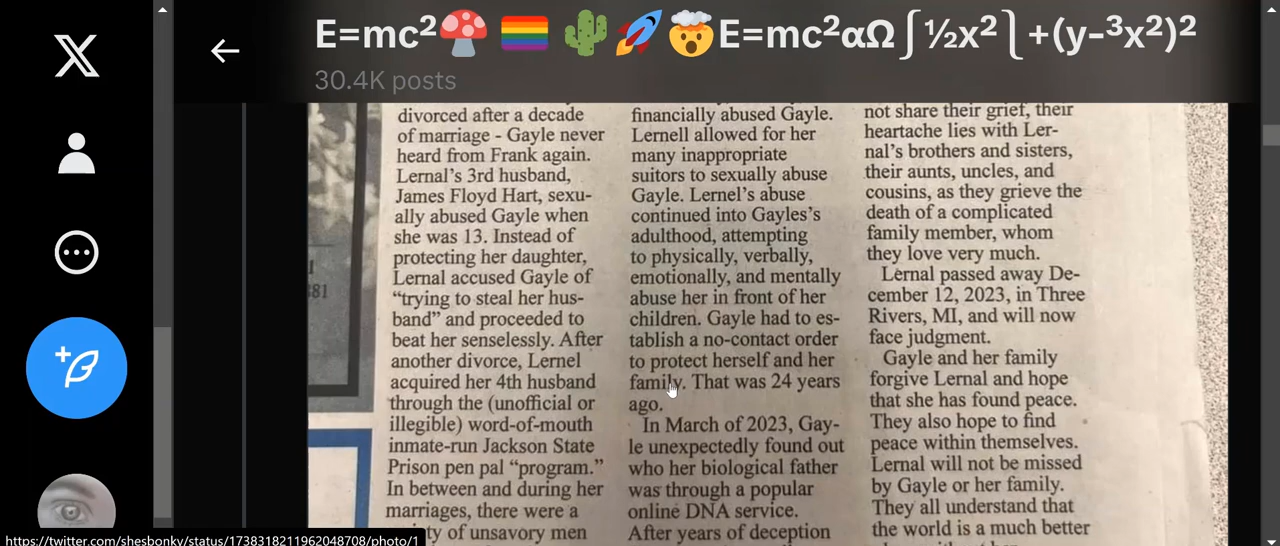 E=mc²🍄 🏳️‍🌈 🌵 🚀 🤯E=mc²αΩ⌠½x²⎱+(y-³x²)²
30.4K posts
divorced after a decade
of marriage - Gayle never
heard from Frank again.
Lernal's 3rd husband,
James Floyd Hart, sexu-
ally abused Gayle when
she was 13. Instead of
protecting her daughter,
Lernal accused Gayle of
"trying to steal her hus-
band" and proceeded to
beat her senselessly. After
another divorce, Lernel
acquired her 4th husband
through the (unofficial or
illegible) word-of-mouth
inmate-run Jackson State
Prison pen pal "program."
In between and during her
marriages, there were a
ty of unsavory men
financially abused Gayle.
Lernell allowed for her
many inappropriate
suitors to sexually abuse
Gayle. Lernel's abuse
continued into Gayles's
adulthood, attempting
to physically, verbally,
emotionally, and mentally
abuse her in front of her
children. Gayle had to es-
tablish a no-contact order
to protect herself and her
family. That was 24 years
ago.
In March of 2023, Gay-
le unexpectedly found out
who her biological father
was through a popular
online DNA service.
After years of deception
not share their grief, their
heartache lies with Ler-
nal's brothers and sisters,
their aunts, uncles, and
cousins, as they grieve the
death of a complicated
family member, whom
they love very much.
Lernal passed away De-
cember 12, 2023, in Three
Rivers, MI, and will now
face judgment.
Gayle and her family
forgive Lernal and hope
that she has found peace.
They also hope to find
peace within themselves.
Lernal will not be missed
by Gayle or her family.
They all understand that
the world is a much better
381
https://twitter.com/shesbonky/status/1738318211962048708/photo/1